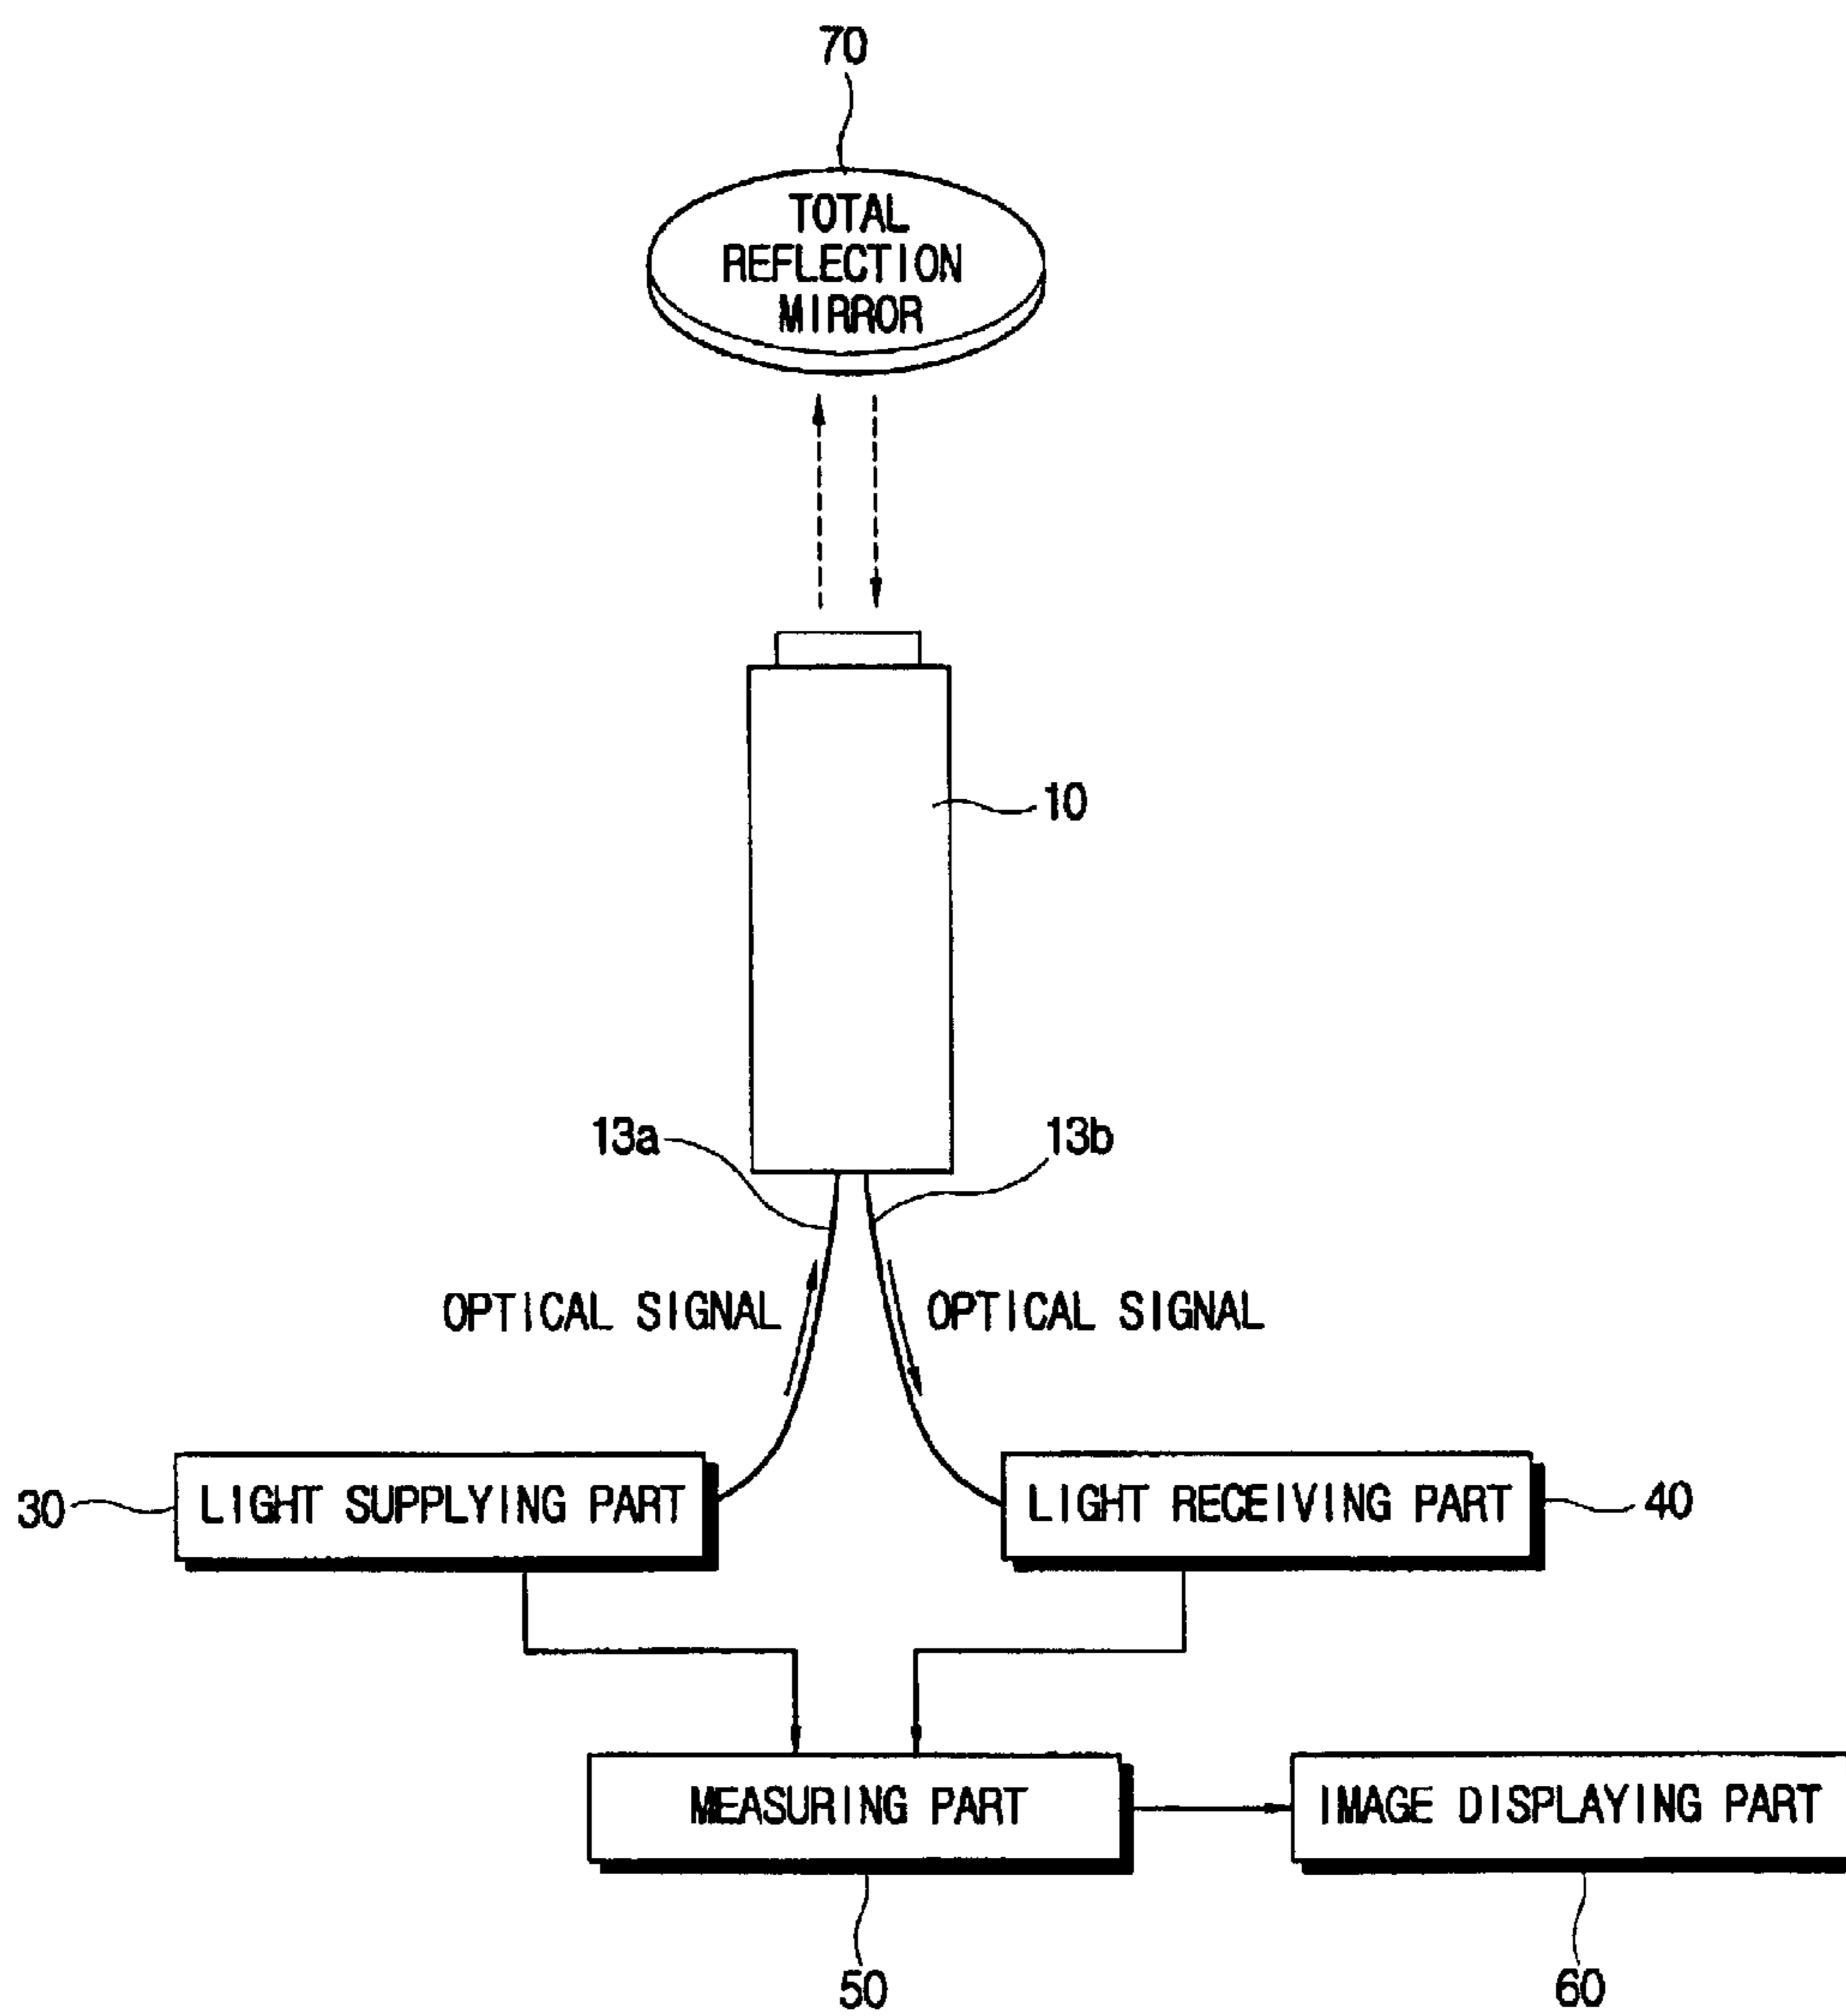 70
TOTAL
REFLECTION
MIRROR
10
13a
13b
OPTICAL SIGNAL
OPTICAL SIGNAL
30
LIGHT SUPPLYING PART
LIGHT RECEIVING PART
40
MEASURING PART
IMAGE DISPLAYING PART
50
60